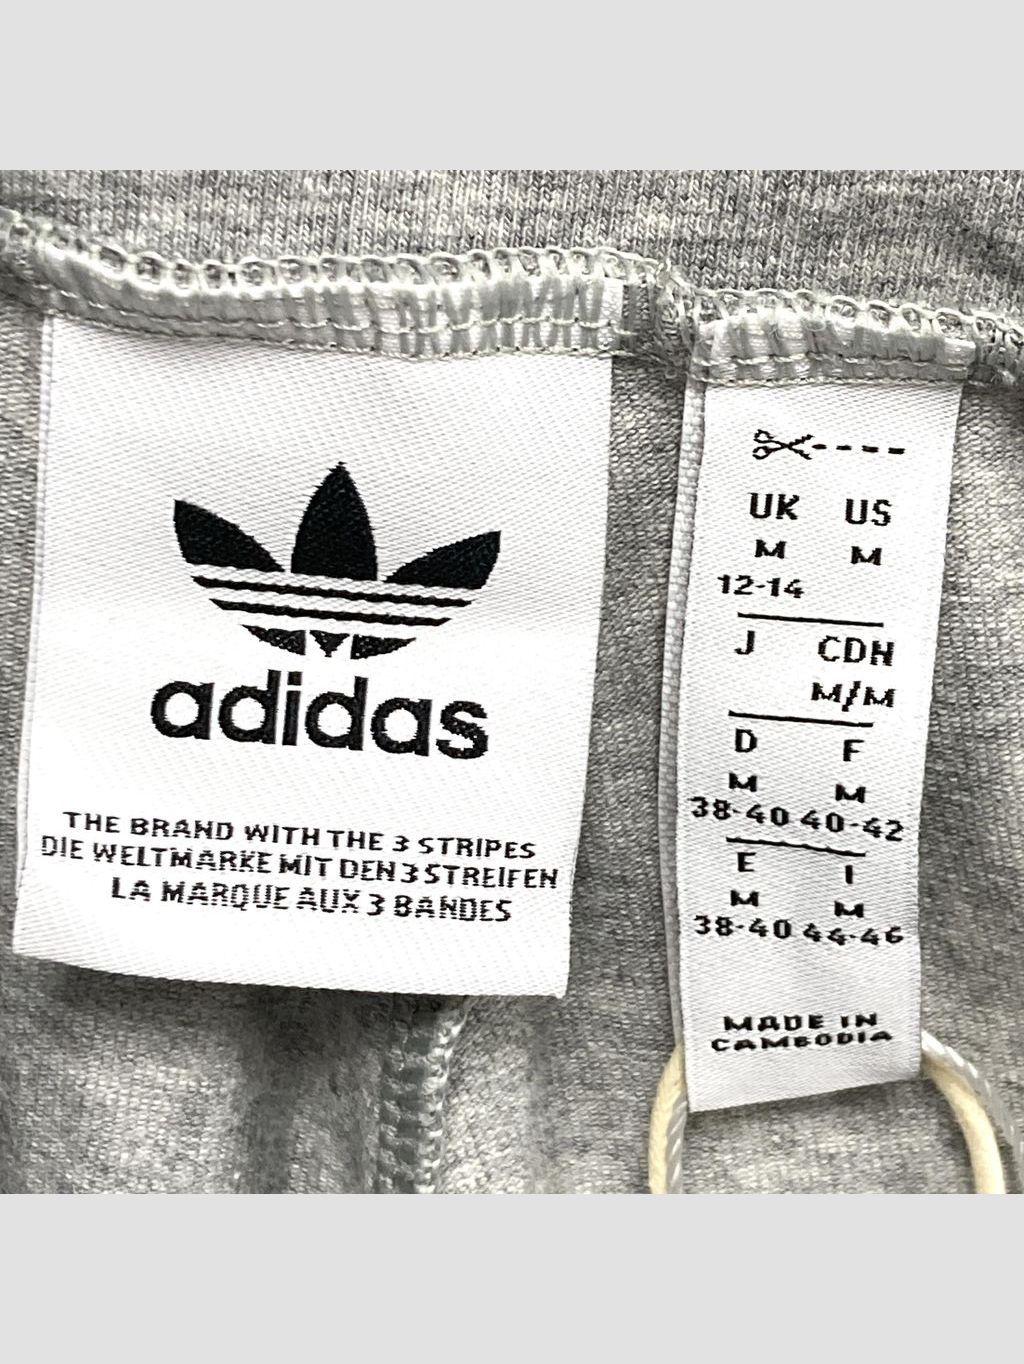 adidas
THE BRAND WITH THE 3 STRIPES
DIE WELTMARKE MIT DEN 3 STREIFEN
LA MARQUE AUX 3 BANDES
UK US
M M
12-14
J CDN
M/M
D F
M M
38-40 40-42
E I
M M
38-40 44-46
MADE IN
CAMBODIA